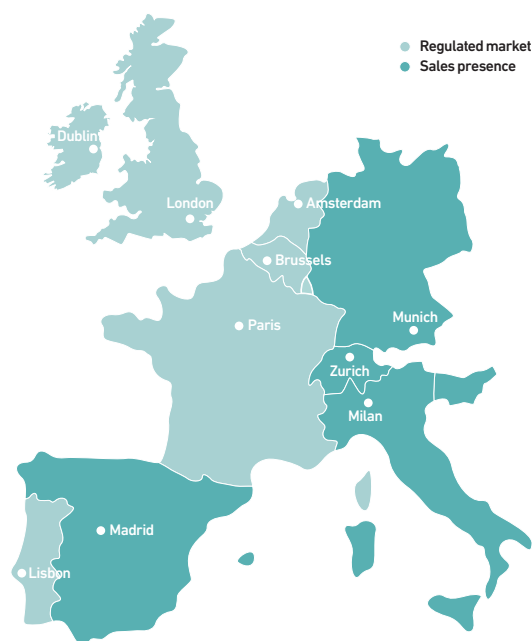 Regulated market
Sales presence
Dublin
London
Amsterdam
Brussels
Munich
Paris
Zurich
Milan
Madrid
Lisbon